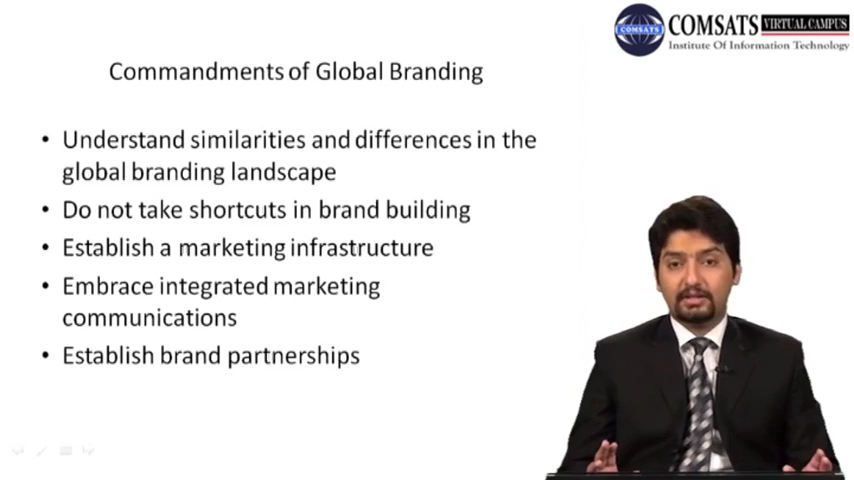 COMSATS VIRTUAL CAMPUS
COMSATS
Institute Of Information Technology
Commandments of Global Branding
• Understand similarities and differences in the
global branding landscape
• Do not take shortcuts in brand building
• Establish a marketing infrastructure
• Embrace integrated marketing
communications
• Establish brand partnerships